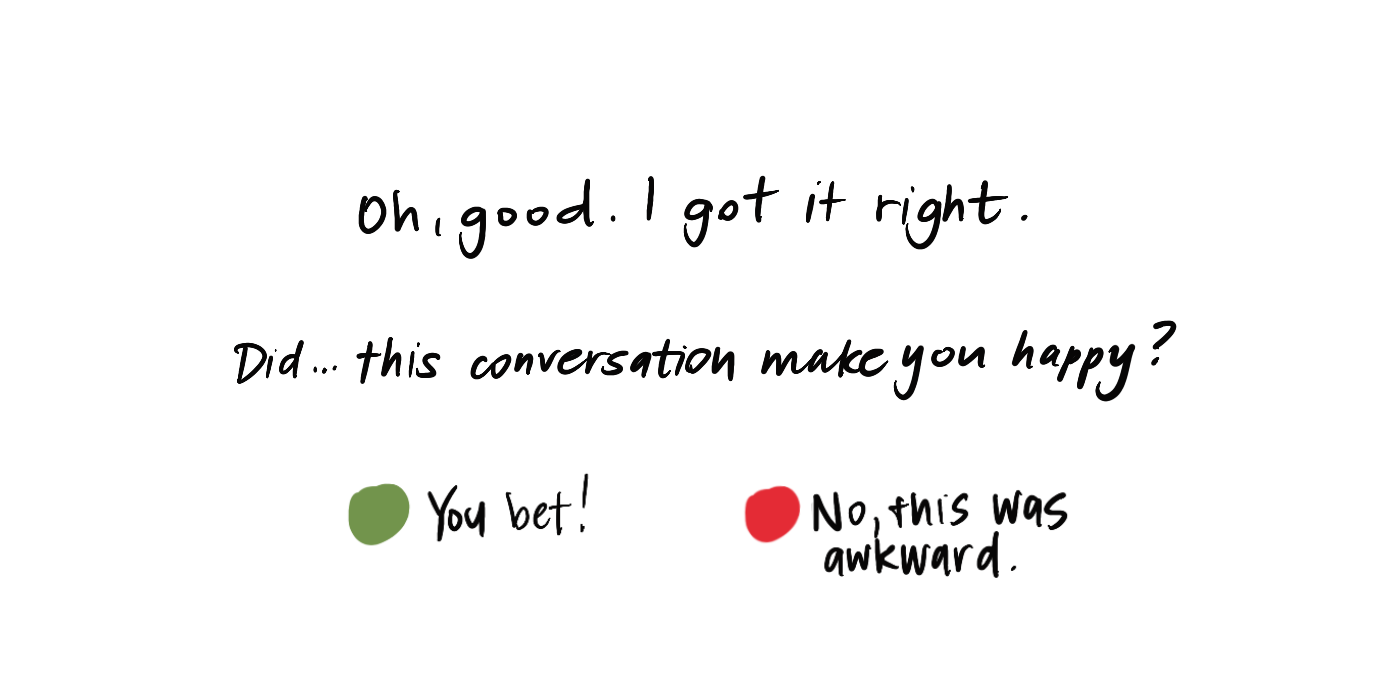 Oh, good. I got it right.
Did... this conversation make you happy?
You bet!
No, this was
awkward.